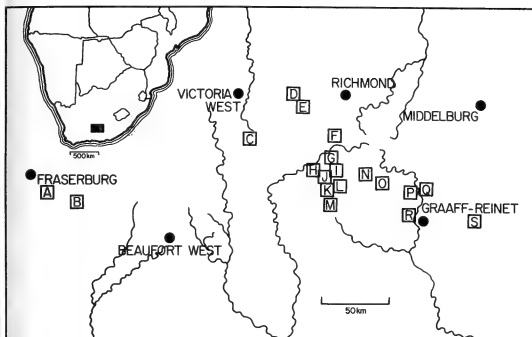 RICHMOND
VICTORIA
WEST
D
E
MIDDELBURG
C
F
500km
G
H
I
N
FRASERBURG
J
O
A
K
L
P
Q
B
M
R
GRAAFF-REINET
S
BEAUFORT WEST
50km